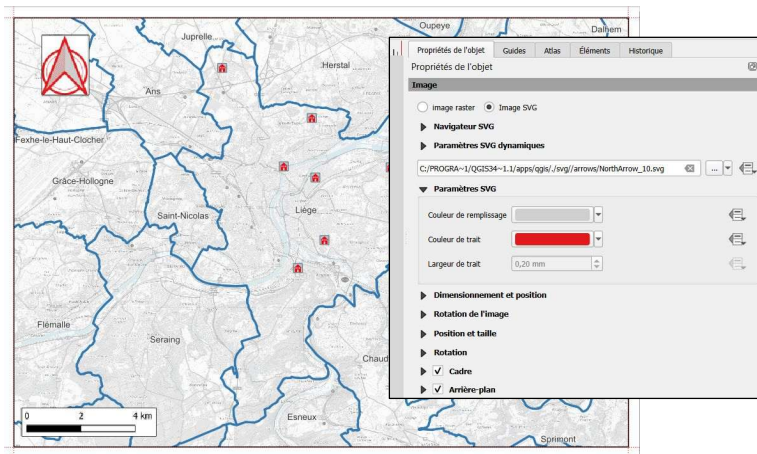 Oupeye
Dalhem
Juprelle
Herstal
Ans
Fexhe-le-Haut-Clocher
Grâce-Hollogne
Saint-Nicolas
Liège
Flémalle
Seraing
Chaud
Esneux
Sprimont
0 2 4 km
Propriétés de l'objet Guides Atlas Éléments Historique
Propriétés de l'objet
Image
image raster Image SVG
Navigateur SVG
Paramètres SVG dynamiques
C:/PROGRA~1/QGIS34~1.1/apps/qgis/./svg//arrows/NorthArrow_10.svg ...
Paramètres SVG
Couleur de remplissage
Couleur de trait
Largeur de trait 0,20 mm
Dimensionnement et position
Rotation de l'image
Position et taille
Rotation
Cadre
Arrière-plan